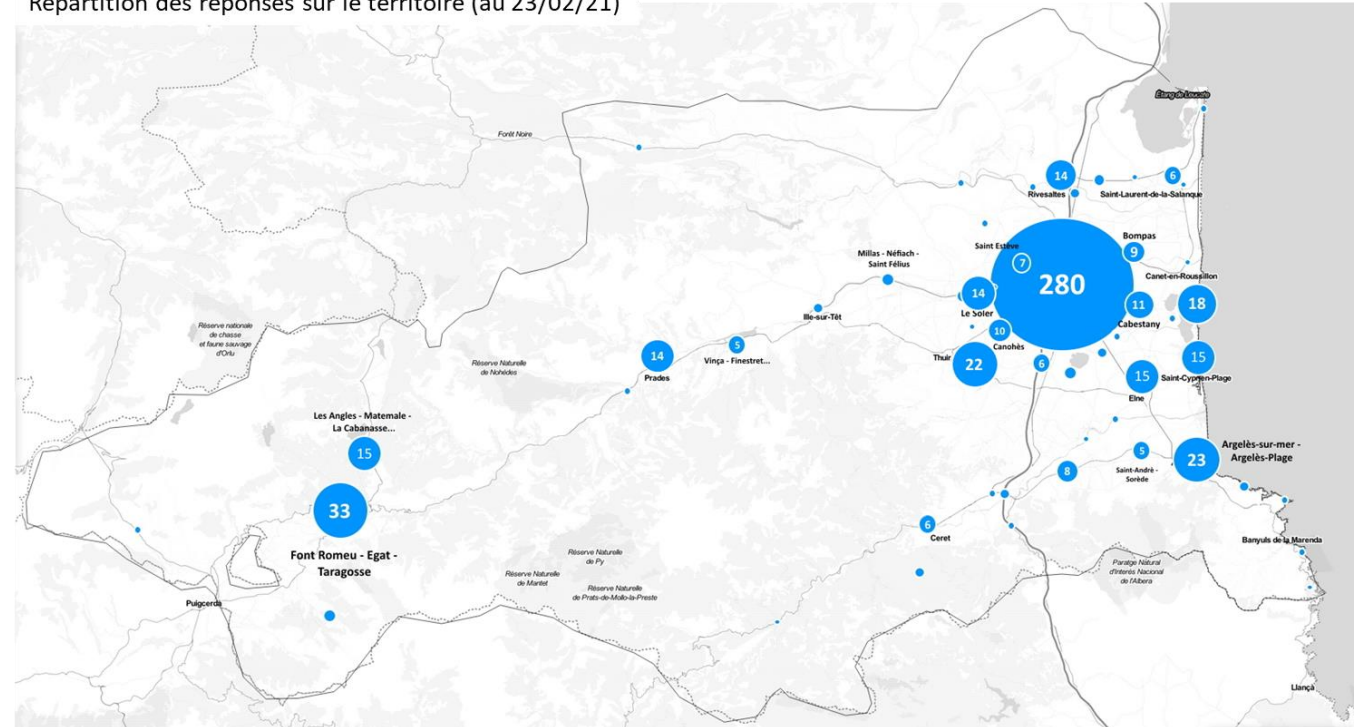 Répartition des réponses sur le territoire (au 23/02/21)
Étang de Leucate
Forêt Noire
14
Rivesaltes
6
Saint-Laurent-de-la-Salanque
Saint Estève
7
280
Bompas
9
Millas - Néfiach -
Saint Félius
Canet-en-Roussillon
18
14
Le Soler
11
Cabestany
Ille-sur-Têt
10
Canohès
Réserve nationale
de chasse
et faune sauvage
d'Orlu
Réserve Naturelle
de Nohèdes
14
Prades
5
Vinça - Finestret...
Thuir
22
6
15
Elne
15
Saint-Cyprien-Plage
Les Angles - Matemale -
La Cabanasse...
15
33
Font Romeu - Egat -
Taragosse
Argelès-sur-mer -
Argelès-Plage
23
5
Saint-Andrè -
Sorède
8
6
Ceret
Banyuls de la Marenda
Réserve Naturelle
de Py
Réserve Naturelle
de Mantet
Réserve Naturelle
de Prats-de-Mollo-la-Preste
Paratge Natural
d'Interès Nacional
de l'Albera
Puigcerdà
Llançà